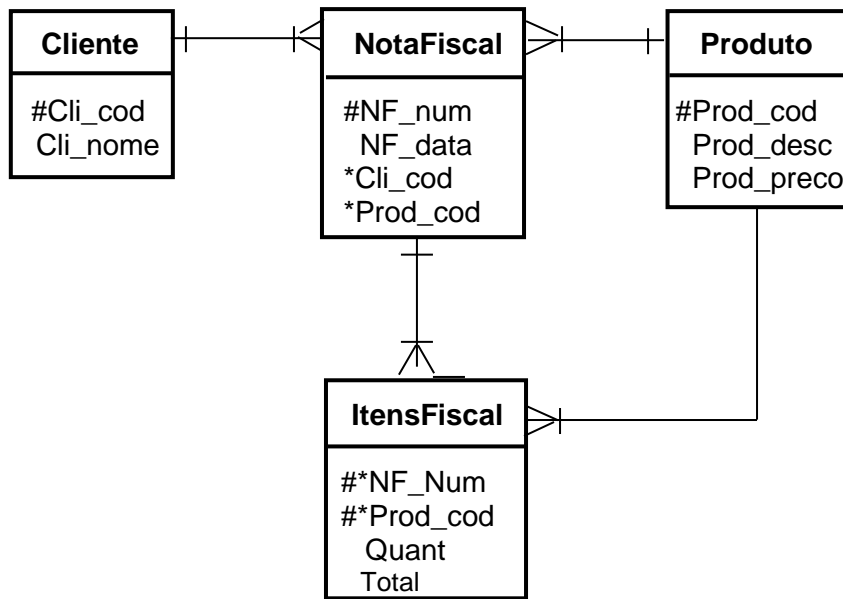 Cliente
#Cli_cod
Cli_nome
NotaFiscal
#NF_num
NF_data
*Cli_cod
*Prod_cod
Produto
#Prod_cod
Prod_desc
Prod_preco
ItensFiscal
#*NF_Num
#*Prod_cod
Quant
Total